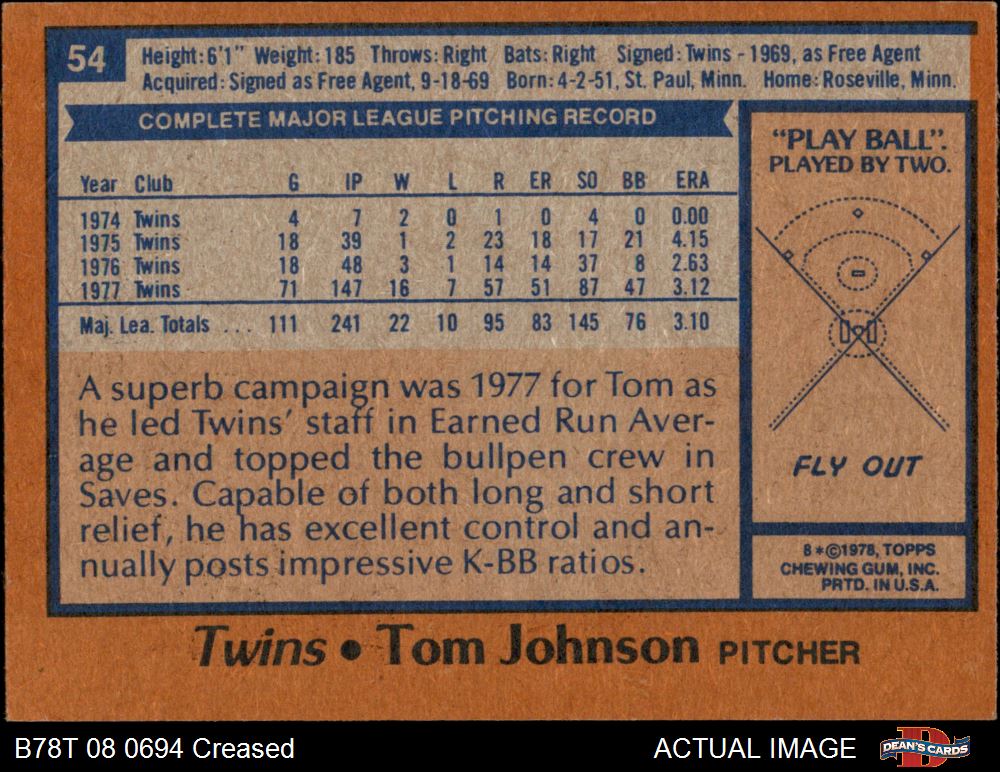 54
Height: 6'1" Weight: 185 Throws: Right Bats: Right Signed: Twins - 1969, as Free Agent
Acquired: Signed as Free Agent, 9-18-69 Born: 4-2-51, St. Paul, Minn. Home: Roseville, Minn.
COMPLETE MAJOR LEAGUE PITCHING RECORD
Year Club G IP W L R ER SO BB ERA
1974 Twins 4 7 2 0 1 0 4 0 0.00
1975 Twins 18 39 1 2 23 18 17 21 4.15
1976 Twins 18 48 3 1 14 14 37 8 2.63
1977 Twins 71 147 16 7 57 51 87 47 3.12
Maj. Lea. Totals ... 111 241 22 10 95 83 145 76 3.10
A superb campaign was 1977 for Tom as
he led Twins' staff in Earned Run Aver-
age and topped the bullpen crew in
Saves. Capable of both long and short
relief, he has excellent control and an-
nually posts impressive K-BB ratios.
"PLAY BALL".
PLAYED BY TWO.
FLY OUT
8*©1978, TOPPS
CHEWING GUM, INC.
PRTD. IN U.S.A.
Twins • Tom Johnson PITCHER
B78T 08 0694 Creased
ACTUAL IMAGE
DEAN'S CARDS